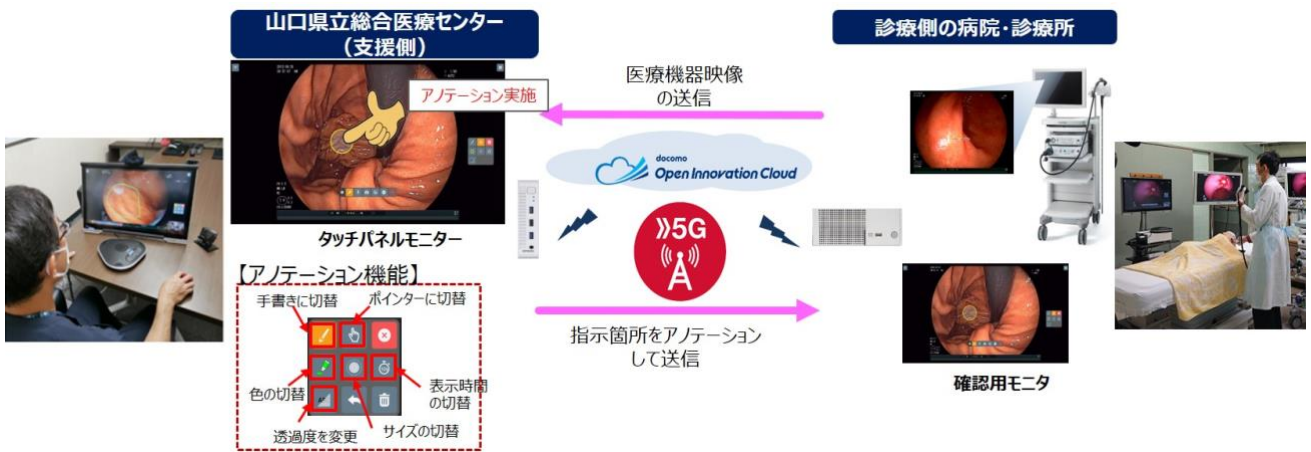 山口県立総合医療センター
（支援側）
診療側の病院・診療所
アノテーション実施
医療機器映像
の送信
docomo
Open Innovation Cloud
5G
タッチパネルモニター
【アノテーション機能】
手書きに切替
ポインターに切替
色の切替
表示時間
の切替
透過度を変更
サイズの切替
指示箇所をアノテーション
して送信
確認用モニタ